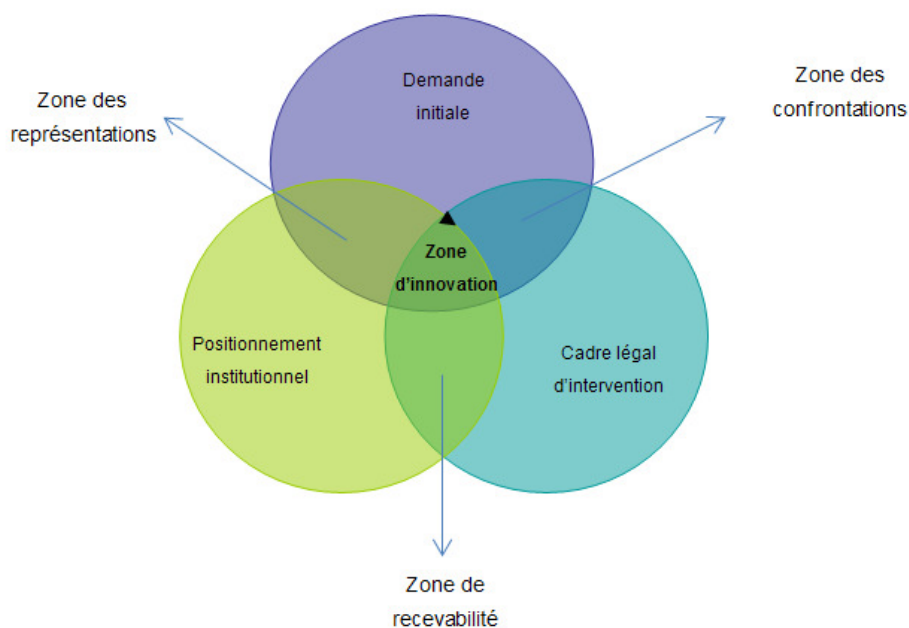 Demande
initiale
Zone des
représentations
Zone des
confrontations
Zone
d'innovation
Positionnement
institutionnel
Cadre légal
d'intervention
Zone de
recevabilité